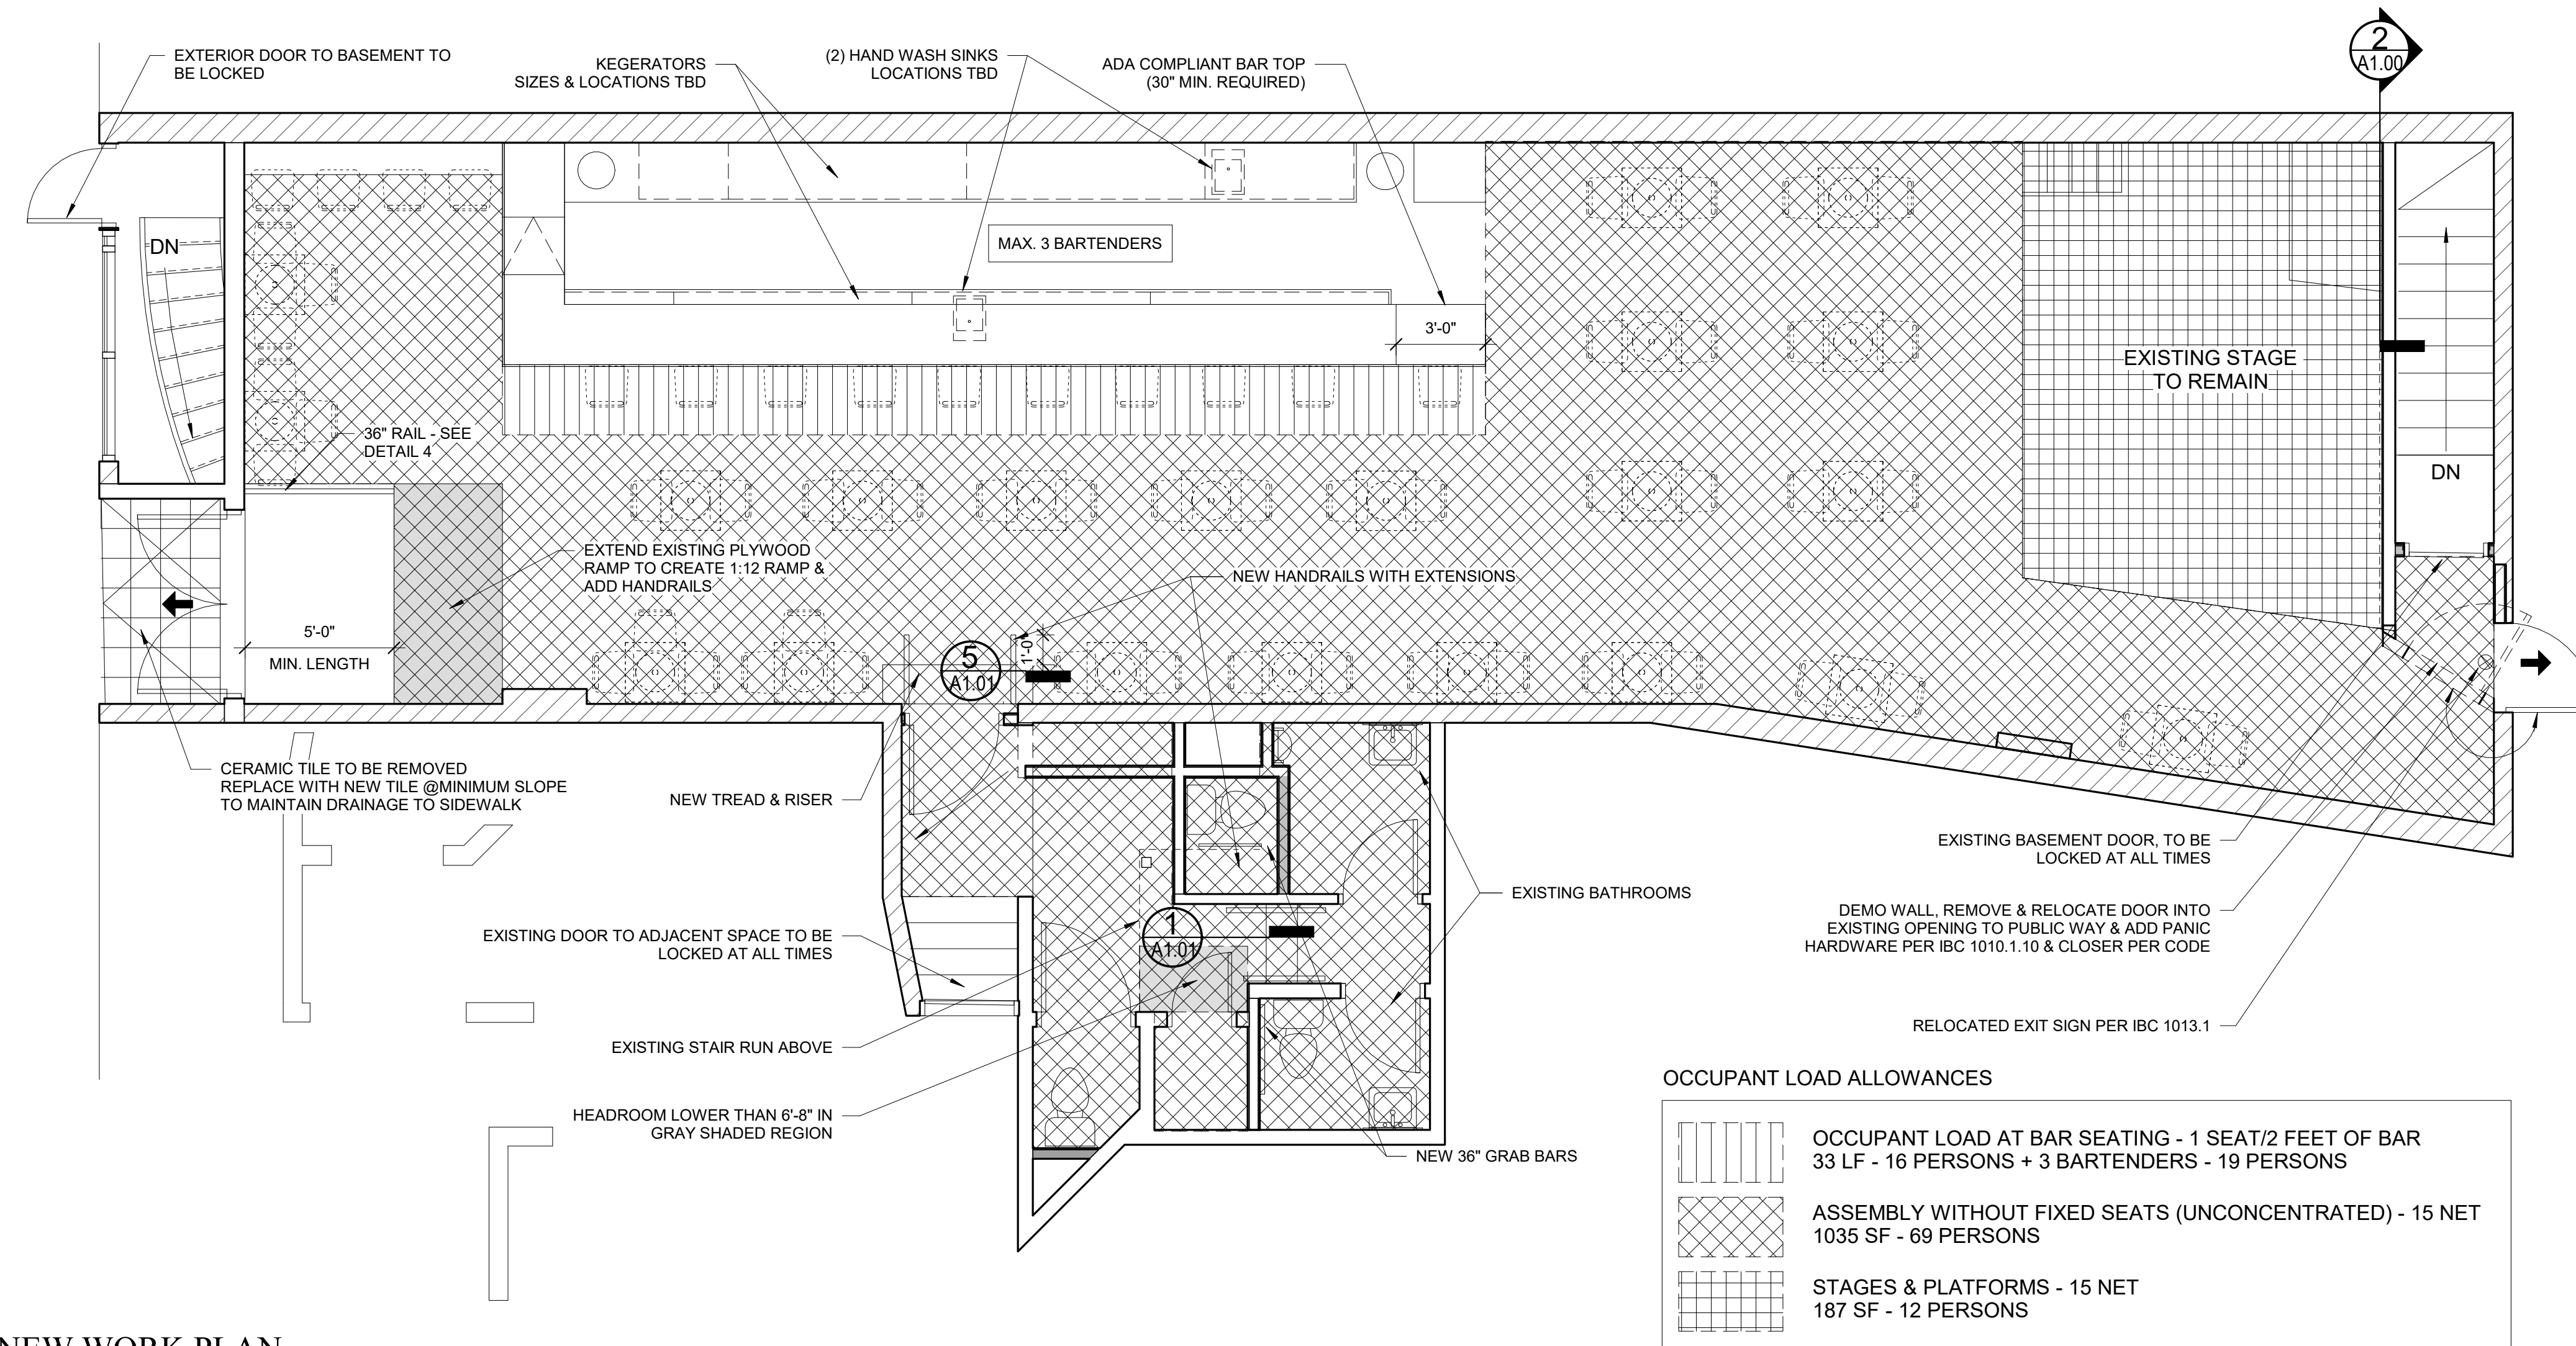 EXTERIOR DOOR TO BASEMENT TO
BE LOCKED
KEGERATORS
SIZES & LOCATIONS TBD
(2) HAND WASH SINKS
LOCATIONS TBD
ADA COMPLIANT BAR TOP
(30" MIN. REQUIRED)
2
A1.00
DN
MAX. 3 BARTENDERS
3'-0"
EXISTING STAGE
TO REMAIN
36" RAIL - SEE
DETAIL 4
DN
EXTEND EXISTING PLYWOOD
RAMP TO CREATE 1:12 RAMP &
ADD HANDRAILS
NEW HANDRAILS WITH EXTENSIONS
5'-0"
MIN. LENGTH
5
A1.01
1'-0"
CERAMIC TILE TO BE REMOVED
REPLACE WITH NEW TILE @MINIMUM SLOPE
TO MAINTAIN DRAINAGE TO SIDEWALK
NEW TREAD & RISER
EXISTING BASEMENT DOOR, TO BE
LOCKED AT ALL TIMES
EXISTING BATHROOMS
DEMO WALL, REMOVE & RELOCATE DOOR INTO
EXISTING OPENING TO PUBLIC WAY & ADD PANIC
HARDWARE PER IBC 1010.1.10 & CLOSER PER CODE
EXISTING DOOR TO ADJACENT SPACE TO BE
LOCKED AT ALL TIMES
1
A1.01
RELOCATED EXIT SIGN PER IBC 1013.1
EXISTING STAIR RUN ABOVE
HEADROOM LOWER THAN 6'-8" IN
GRAY SHADED REGION
NEW 36" GRAB BARS
OCCUPANT LOAD ALLOWANCES
OCCUPANT LOAD AT BAR SEATING - 1 SEAT/2 FEET OF BAR
33 LF - 16 PERSONS + 3 BARTENDERS - 19 PERSONS
ASSEMBLY WITHOUT FIXED SEATS (UNCONCENTRATED) - 15 NET
1035 SF - 69 PERSONS
STAGES & PLATFORMS - 15 NET
187 SF - 12 PERSONS
NEW WORK PLAN